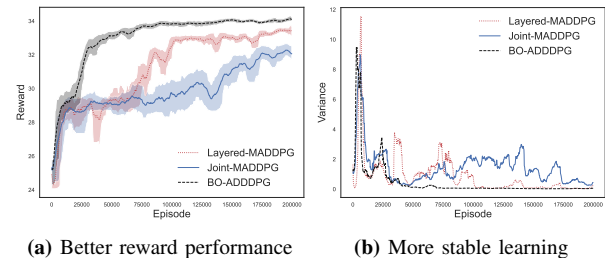 34
32
30
28
26
24
Reward
0 25000 50000 75000 100000 125000 150000 175000 200000
Episode
Layered-MADDPG
Joint-MADDPG
BO-ADDDPG
(a) Better reward performance
12
10
8
6
4
2
0
Variance
0 25000 50000 75000 100000 125000 150000 175000 200000
Episode
Layered-MADDPG
Joint-MADDPG
BO-ADDDPG
(b) More stable learning